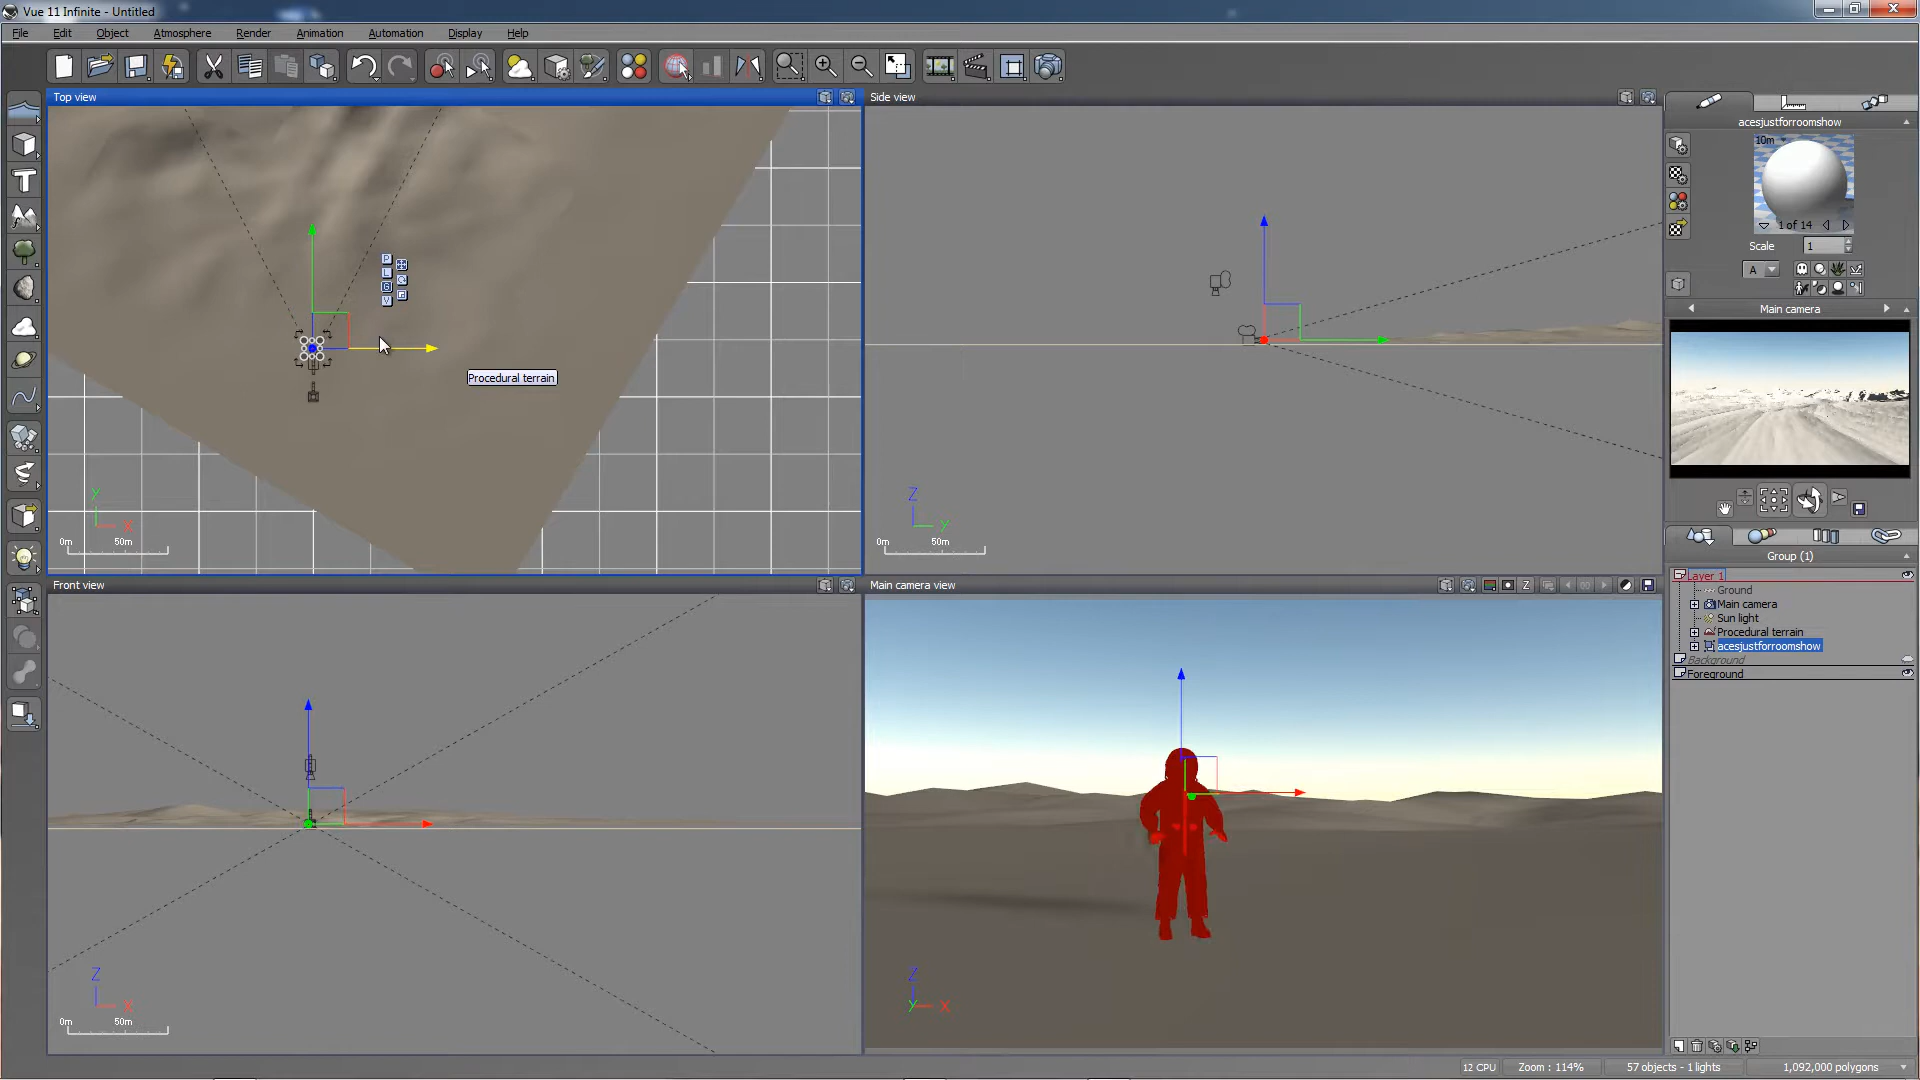 Vue 11 Infinite - Untitled
File Edit Object Atmosphere Render Animation Automation Display Help
Top view
P
L
G
V
Procedural terrain
Y
X
0m 50m
Side view
Z
Y
0m 50m
Front view
Z
X
0m 50m
Main camera view
Z
Z
Y X
acesjustforroomshow
10m
1 of 14
Scale 1
A
Main camera
Group (1)
Layer 1
Ground
Main camera
Sun light
Procedural terrain
acesjustforroomshow
Background
Foreground
12 CPU Zoom : 114% 57 objects - 1 lights 1,092,000 polygons